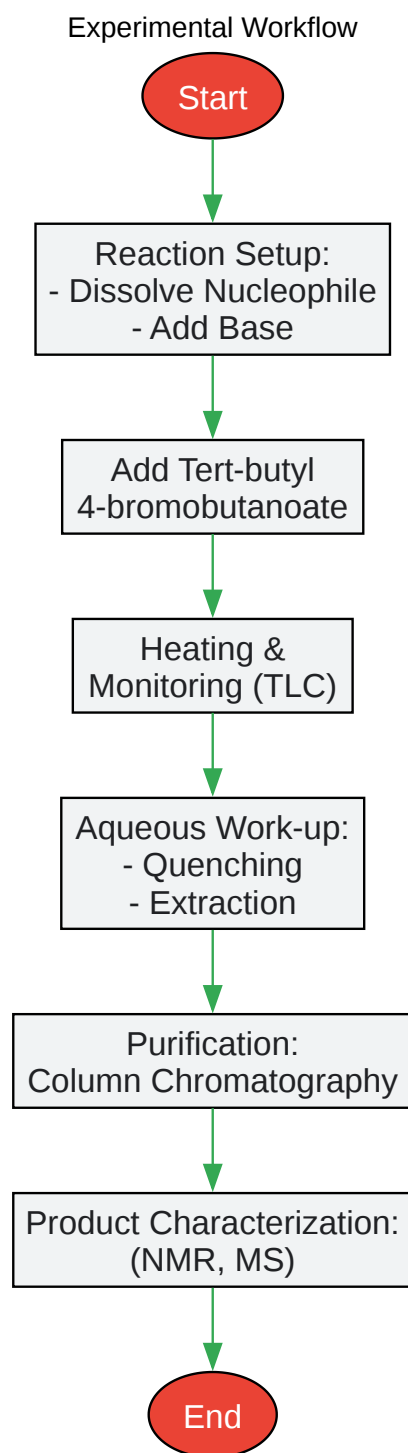 Experimental Workflow
Start
Reaction Setup:
- Dissolve Nucleophile
- Add Base
Add Tert-butyl
4-bromobutanoate
Heating &
Monitoring (TLC)
Aqueous Work-up:
- Quenching
- Extraction
Purification:
Column Chromatography
Product Characterization:
(NMR, MS)
End